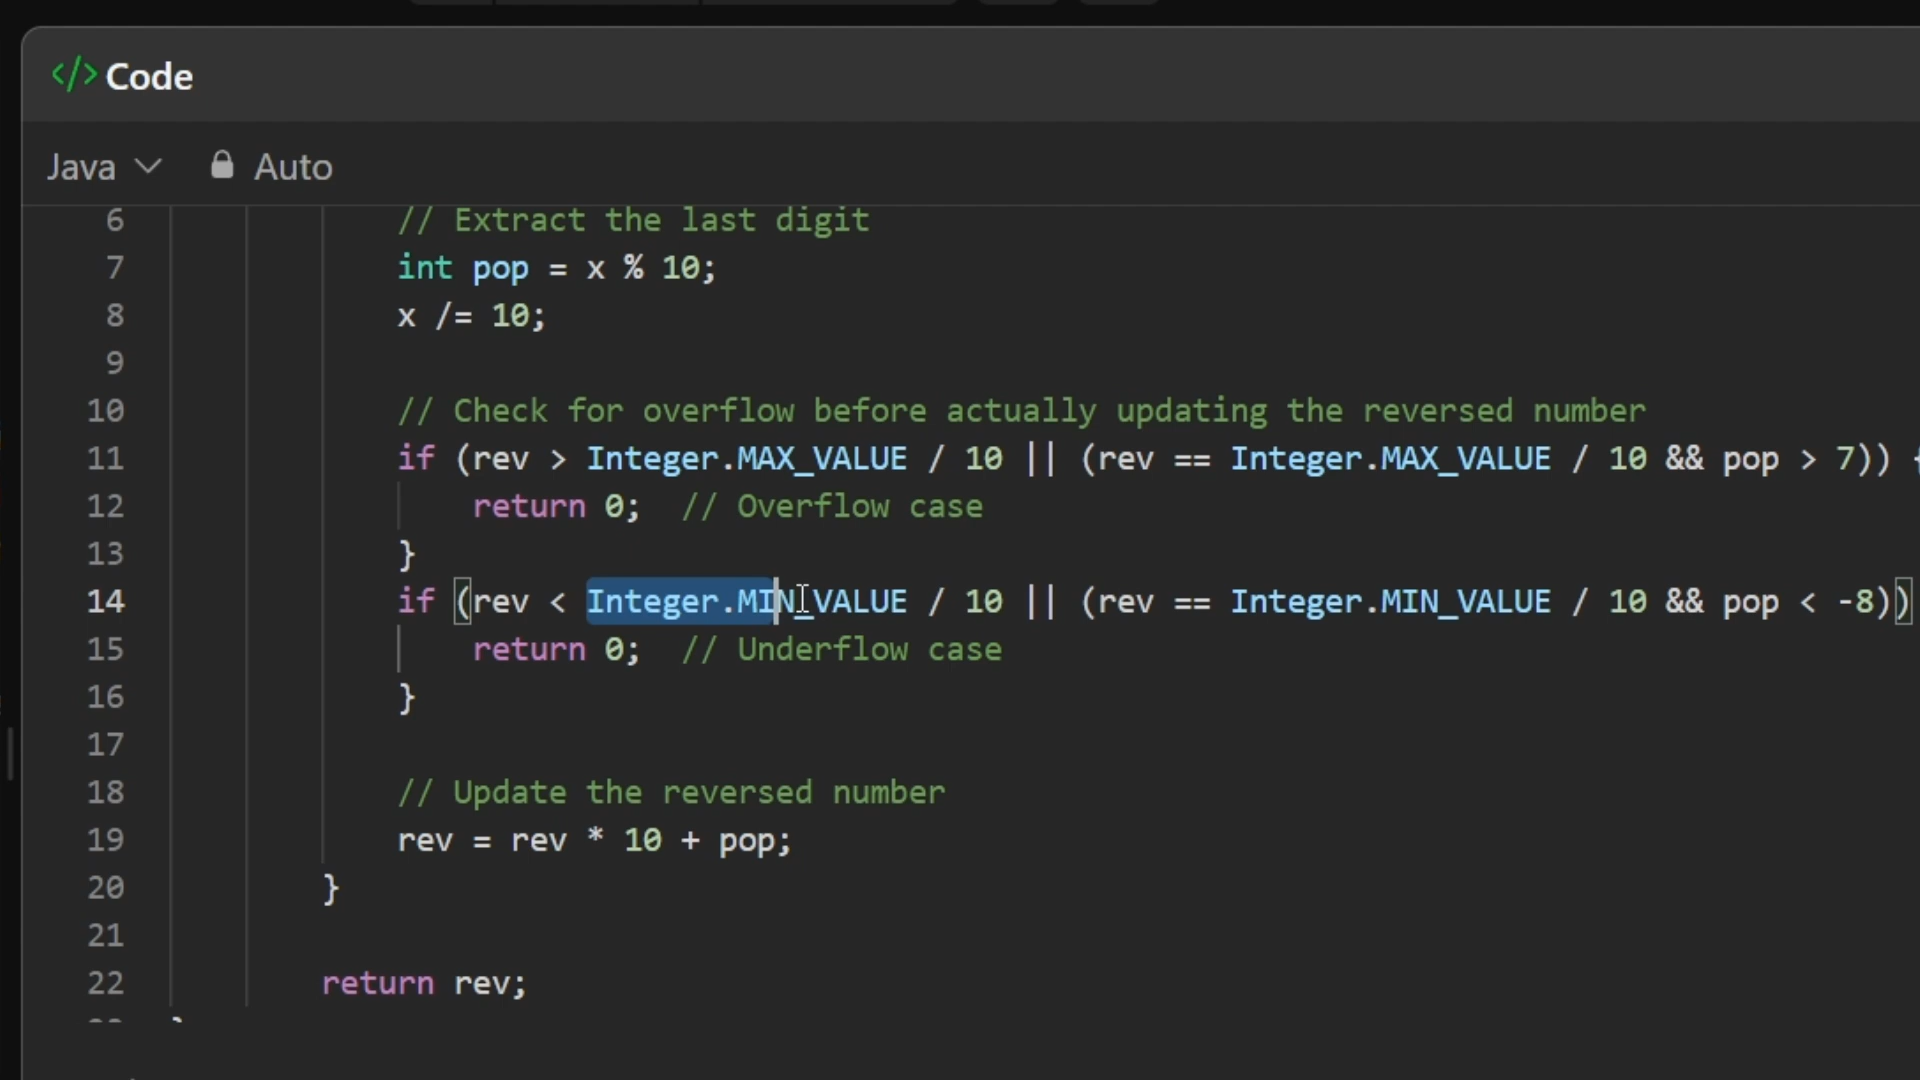 </> Code
Java Auto
6 // Extract the last digit
7 int pop = x % 10;
8 x /= 10;
9
10 // Check for overflow before actually updating the reversed number
11 if (rev > Integer.MAX_VALUE / 10 || (rev == Integer.MAX_VALUE / 10 && pop > 7)) {
12 return 0; // Overflow case
13 }
14 if (rev < Integer.MIN_VALUE / 10 || (rev == Integer.MIN_VALUE / 10 && pop < -8))
15 return 0; // Underflow case
16 }
17
18 // Update the reversed number
19 rev = rev * 10 + pop;
20 }
21
22 return rev;